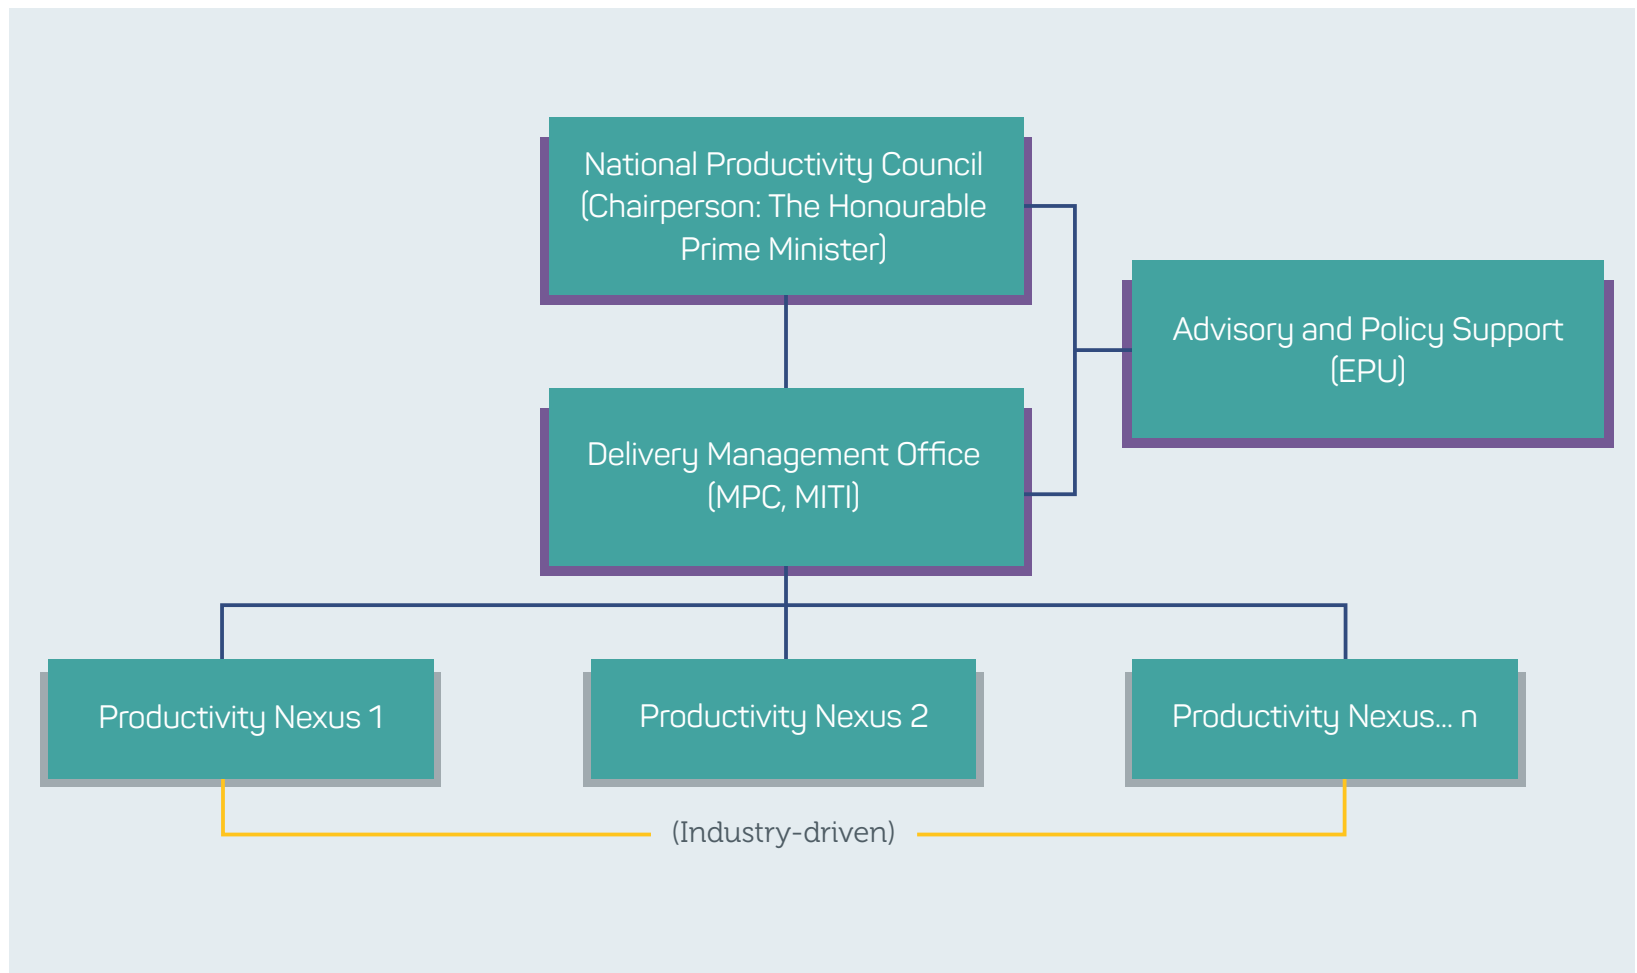 National Productivity Council
(Chairperson: The Honourable
Prime Minister)
Advisory and Policy Support
(EPU)
Delivery Management Office
(MPC, MITI)
Productivity Nexus 1
Productivity Nexus 2
Productivity Nexus... n
(Industry-driven)